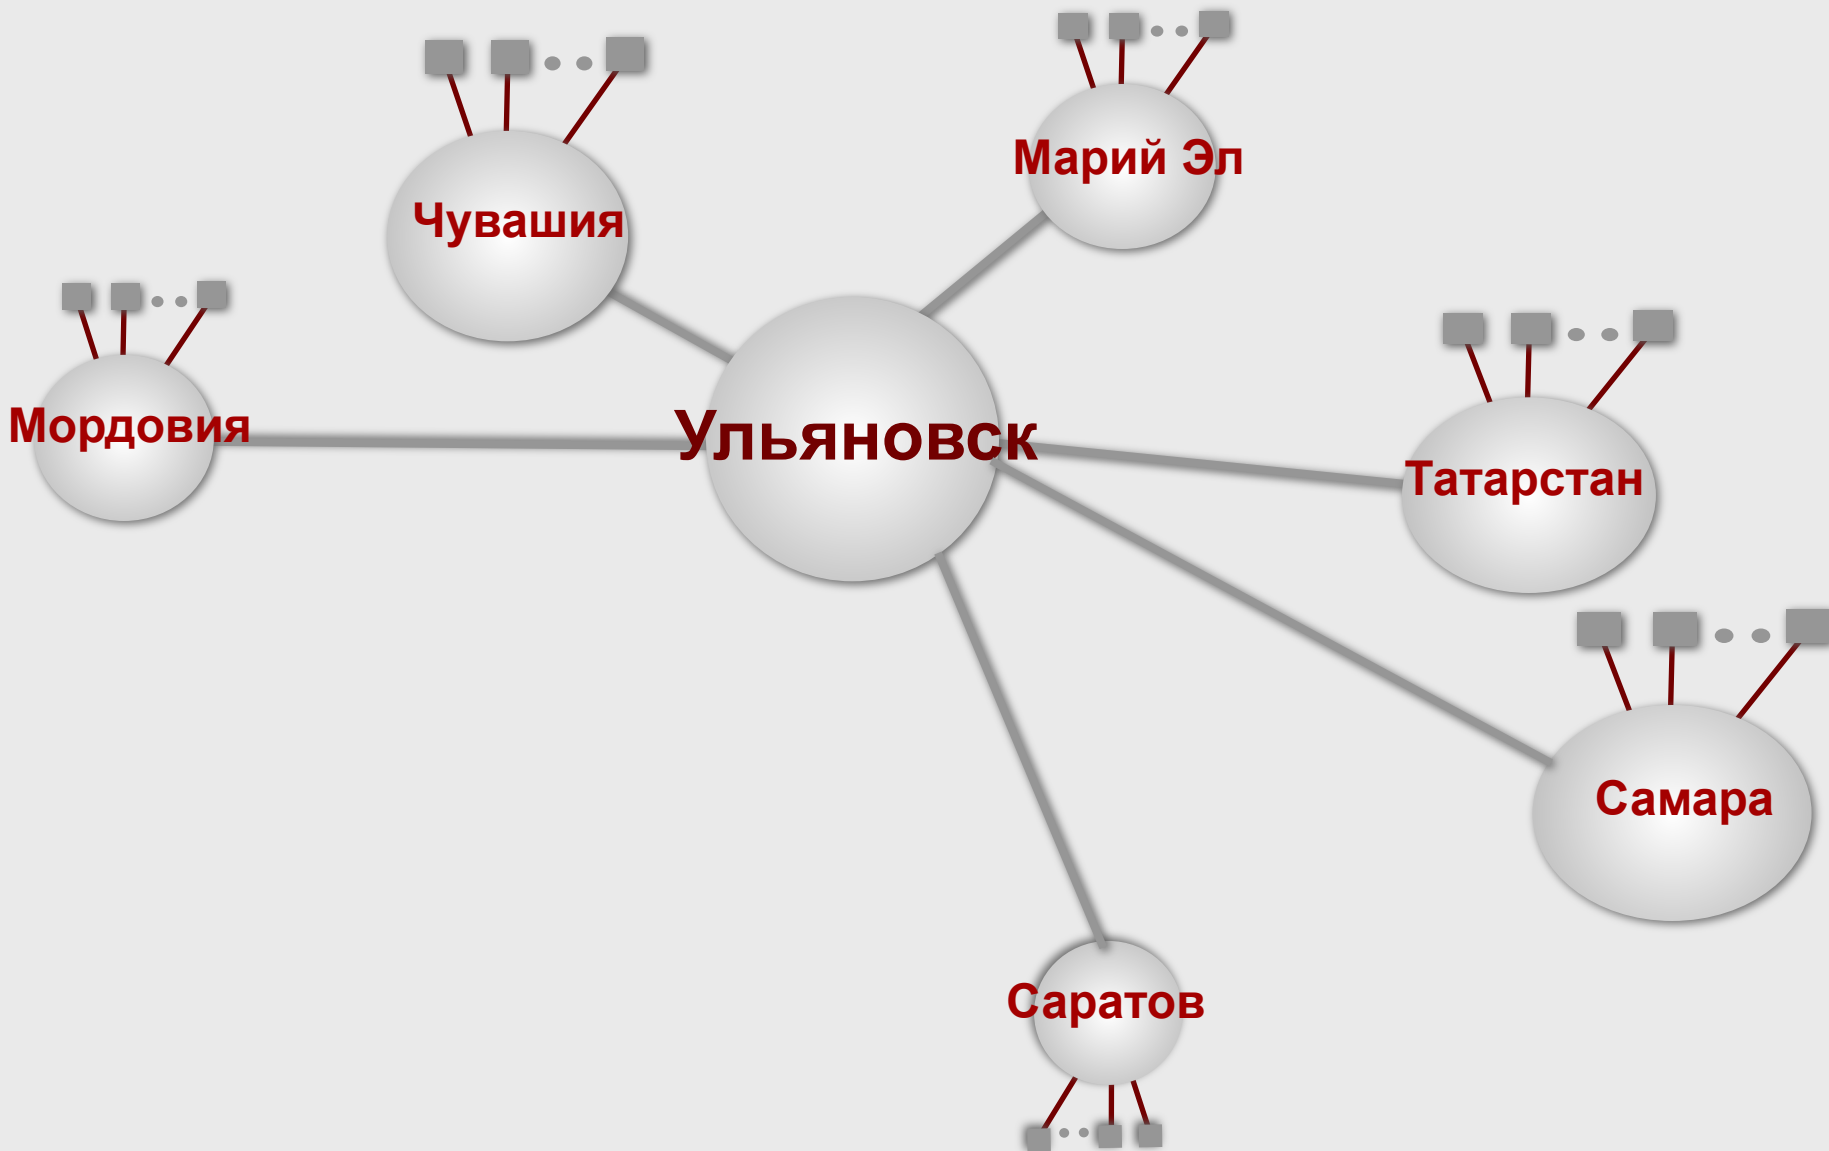 Марий Эл
Чувашия
Мордовия
Ульяновск
Татарстан
Самара
Саратов